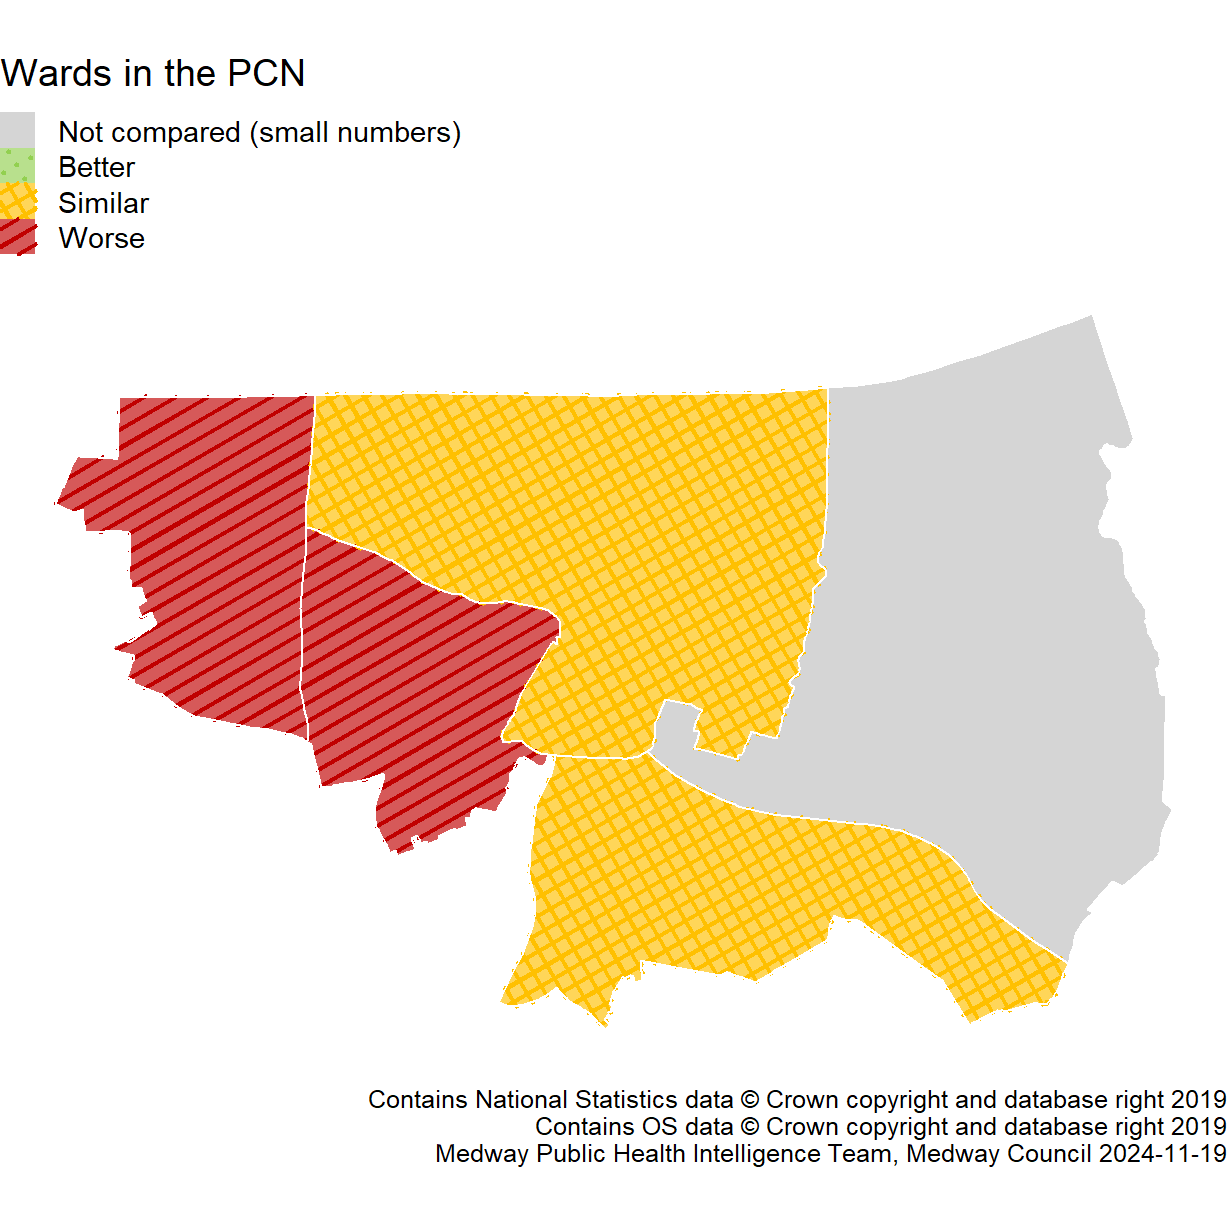 Wards in the PCN
Not compared (small numbers)
Better
Similar
Worse
Contains National Statistics data © Crown copyright and database right 2019
Contains OS data © Crown copyright and database right 2019
Medway Public Health Intelligence Team, Medway Council 2024-11-19